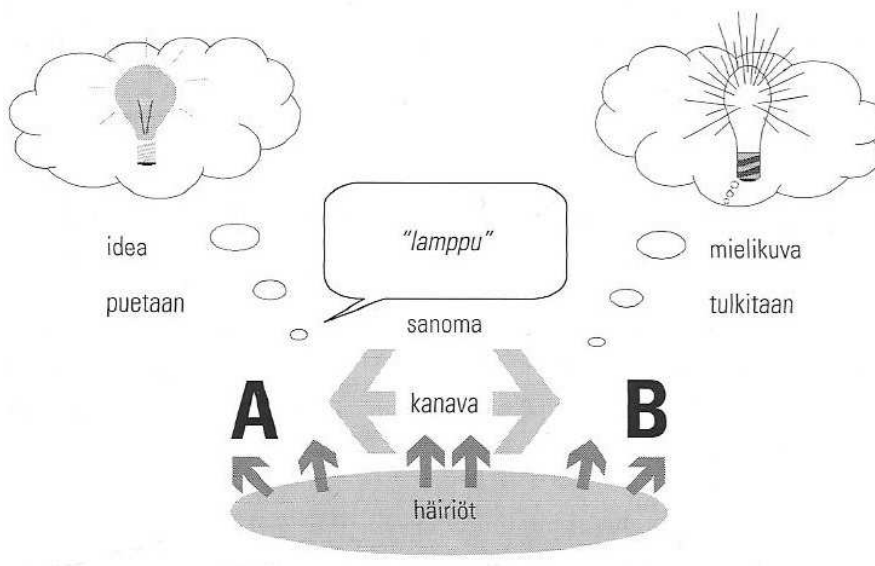 "lamppu"
idea
mielikuva
puetaan
tulkitaan
sanoma
A
kanava
B
häiriöt